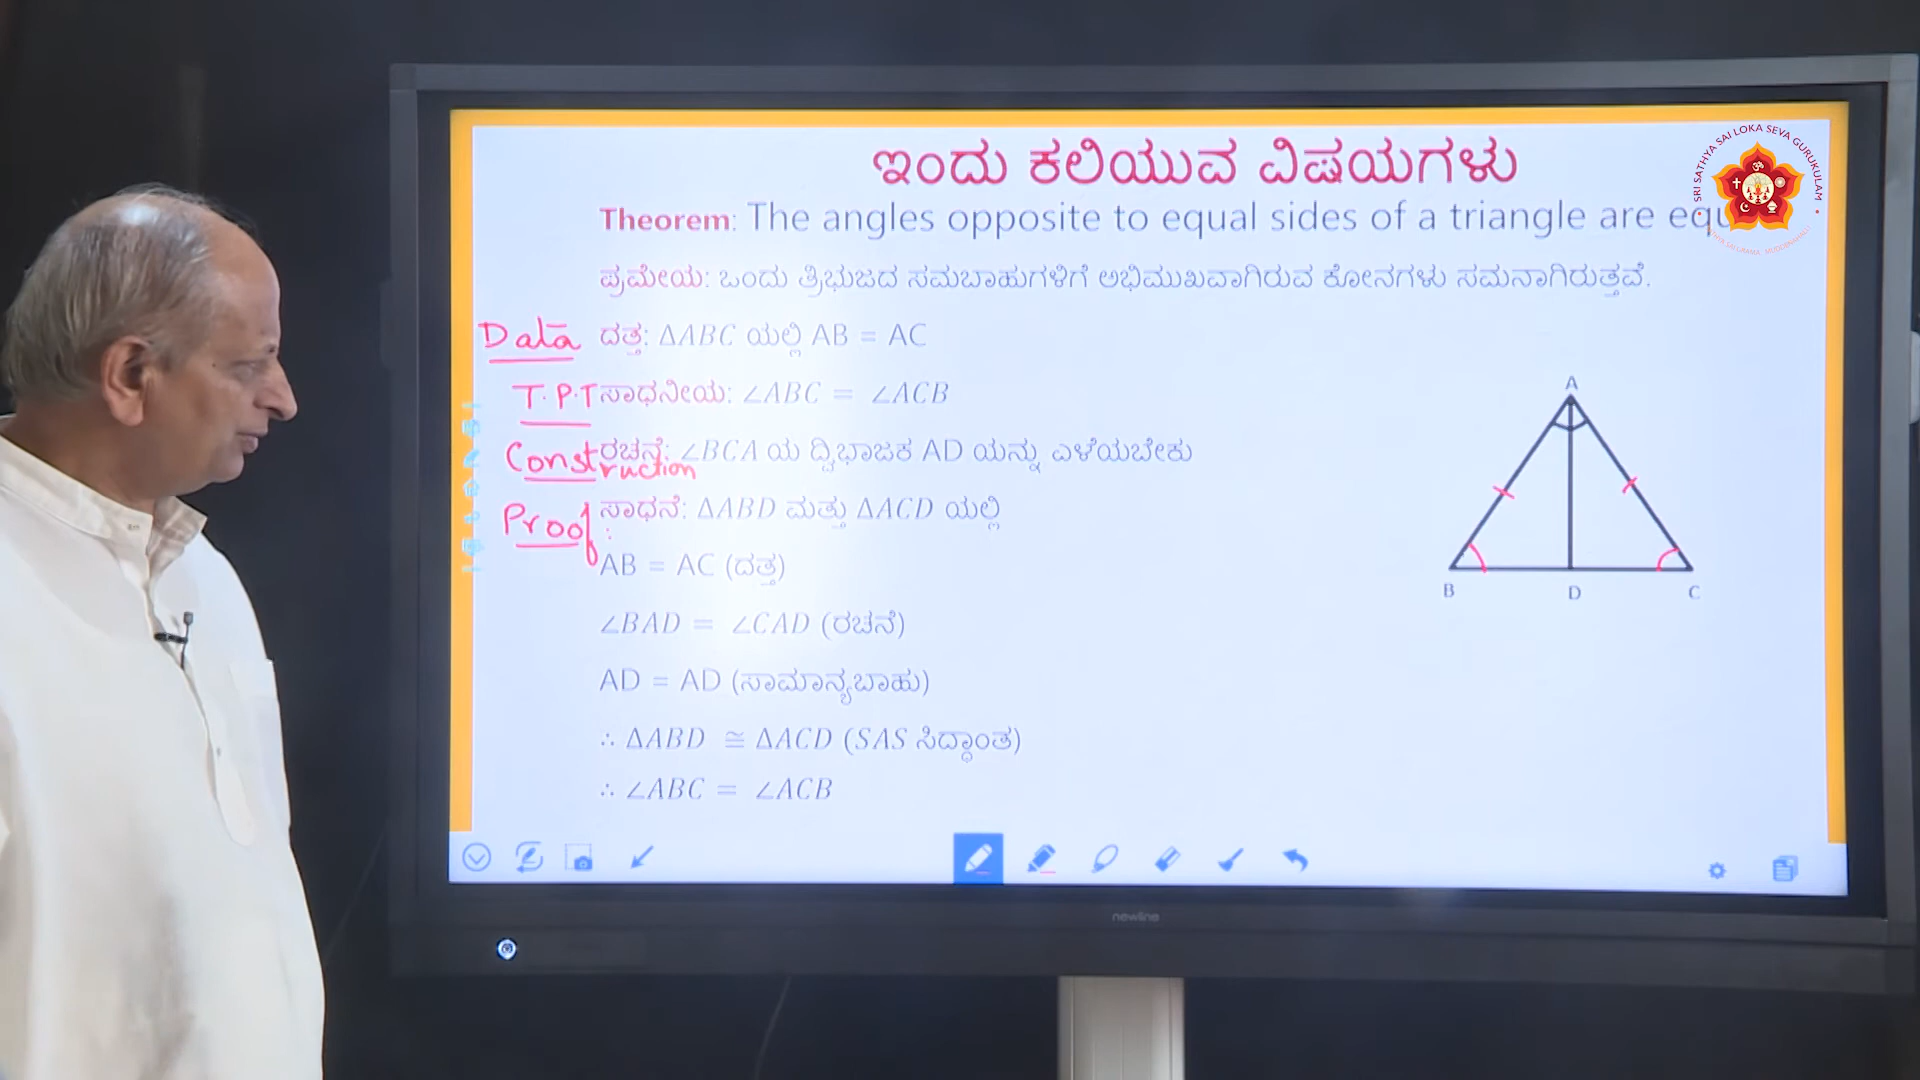 ಇಂದು ಕಲಿಯುವ ವಿಷಯಗಳು
SRI SATHYA SAI LOKA SEVA GURUKULAM
Theorem: The angles opposite to equal sides of a triangle are equ
ಪ್ರಮೇಯ: ಒಂದು ತ್ರಿಭುಜದ ಸಮಬಾಹುಗಳಿಗೆ ಅಭಿಮುಖವಾಗಿರುವ ಕೋನಗಳು ಸಮನಾಗಿರುತ್ತವೆ.
Data ದತ್ತ: ΔABC ಯಲ್ಲಿ AB = AC
T.P.T ಸಾಧನೀಯ: ∠ABC = ∠ACB
Construction ರಚನೆ: ∠BCA ಯ ದ್ವಿಭಾಜಕ AD ಯನ್ನು ಎಳೆಯಬೇಕು
Proof: ಸಾಧನೆ: ΔABD ಮತ್ತು ΔACD ಯಲ್ಲಿ
AB = AC (ದತ್ತ)
∠BAD = ∠CAD (ರಚನೆ)
AD = AD (ಸಾಮಾನ್ಯಬಾಹು)
∴ ΔABD ≅ ΔACD (SAS ಸಿದ್ಧಾಂತ)
∴ ∠ABC = ∠ACB
A
B D C
newline